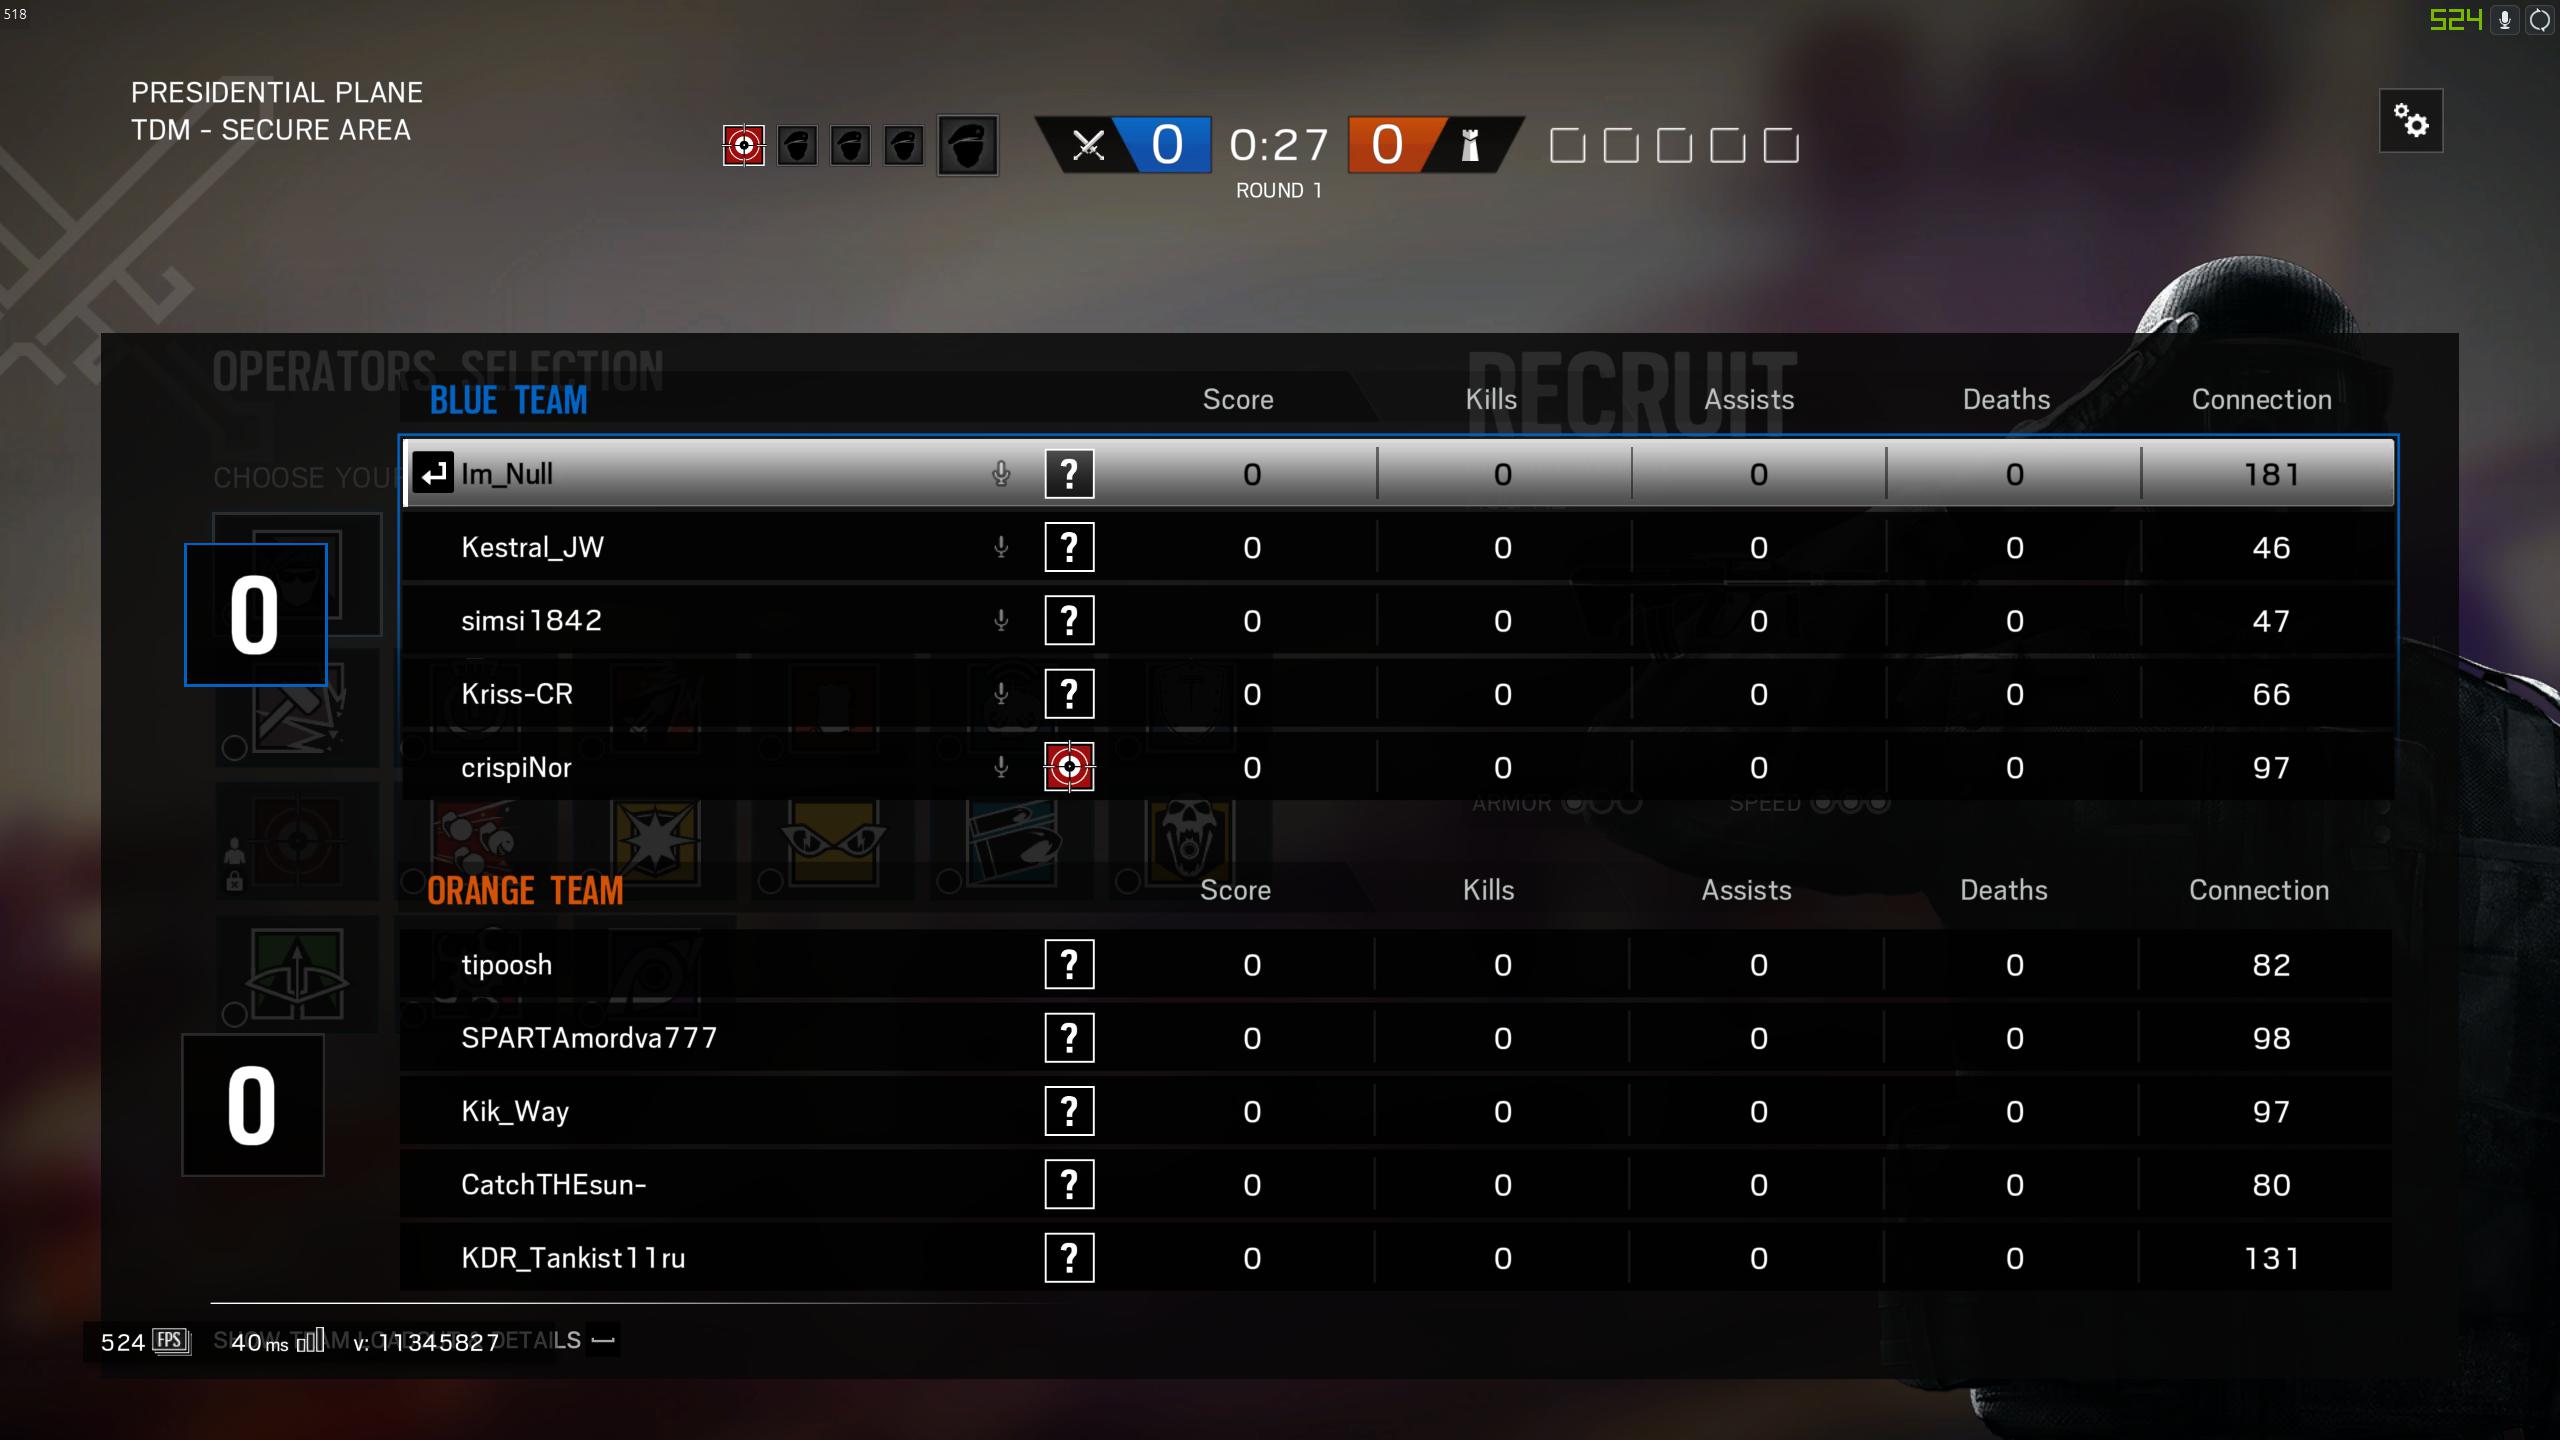 518
524
PRESIDENTIAL PLANE
TDM - SECURE AREA
0 0:27 0
ROUND 1
OPERATORS SELECTION
RECRUIT
BLUE TEAM Score Kills Assists Deaths Connection
CHOOSE YOUR
Im_Null ? 0 0 0 0 181
Kestral_JW ? 0 0 0 0 46
0
simsi1842 ? 0 0 0 0 47
Kriss-CR ? 0 0 0 0 66
crispiNor 0 0 0 0 97
ARMOR SPEED
ORANGE TEAM Score Kills Assists Deaths Connection
tipoosh ? 0 0 0 0 82
SPARTAmordva777 ? 0 0 0 0 98
0
Kik_Way ? 0 0 0 0 97
CatchTHEsun- ? 0 0 0 0 80
KDR_Tankist11ru ? 0 0 0 0 131
SHOW TEAM LOADOUT & DETAILS
524 FPS 40 ms v: 11345827